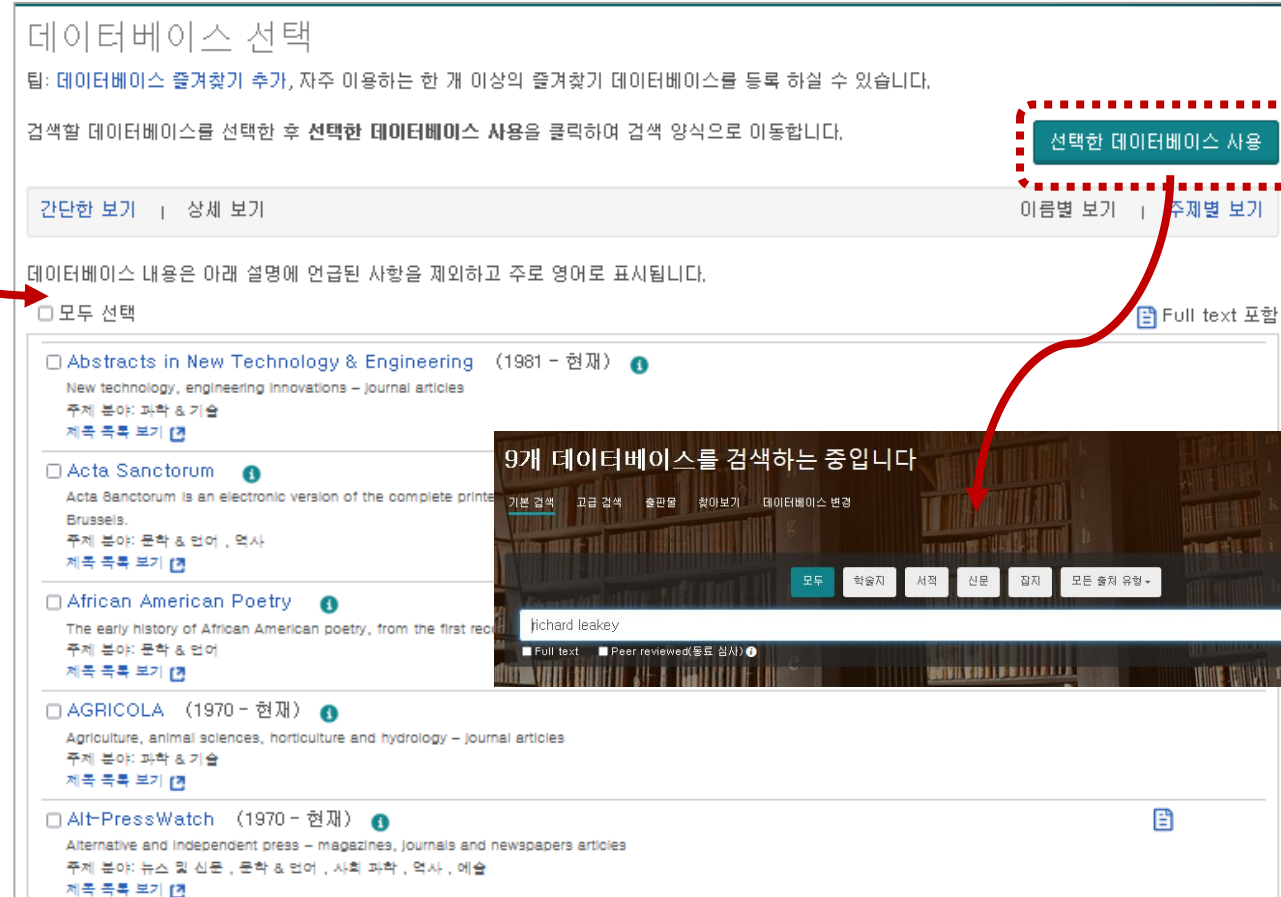 데이터베이스 선택
팁: 데이터베이스 즐겨찾기 추가, 자주 이용하는 한 개 이상의 즐겨찾기 데이터베이스를 등록 하실 수 있습니다.
검색할 데이터베이스를 선택한 후 선택한 데이터베이스 사용을 클릭하여 검색 양식으로 이동합니다.
선택한 데이터베이스 사용
간단한 보기 | 상세 보기
이름별 보기 | 주제별 보기
데이터베이스 내용은 아래 설명에 언급된 사항을 제외하고 주로 영어로 표시됩니다.
모두 선택
Full text 포함
Abstracts in New Technology & Engineering (1981 - 현재)
New technology, engineering innovations – journal articles
주제 분야: 과학 & 기술
제목 목록 보기
Acta Sanctorum
Acta Sanctorum is an electronic version of the complete printe
Brussels.
주제 분야: 문학 & 언어 , 역사
제목 목록 보기
African American Poetry
The early history of African American poetry, from the first rec
주제 분야: 문학 & 언어
제목 목록 보기
9개 데이터베이스를 검색하는 중입니다
기본 검색 고급 검색 출판물 찾아보기 데이터베이스 변경
모두 학술지 서적 신문 잡지 모든 출처 유형
richard leakey
Full text Peer reviewed(동료 심사)
AGRICOLA (1970 - 현재)
Agriculture, animal sciences, horticulture and hydrology – journal articles
주제 분야: 과학 & 기술
제목 목록 보기
Alt-PressWatch (1970 - 현재)
Alternative and independent press – magazines, journals and newspapers articles
주제 분야: 뉴스 및 신문 , 문학 & 언어 , 사회 과학 , 역사 , 예술
제목 목록 보기